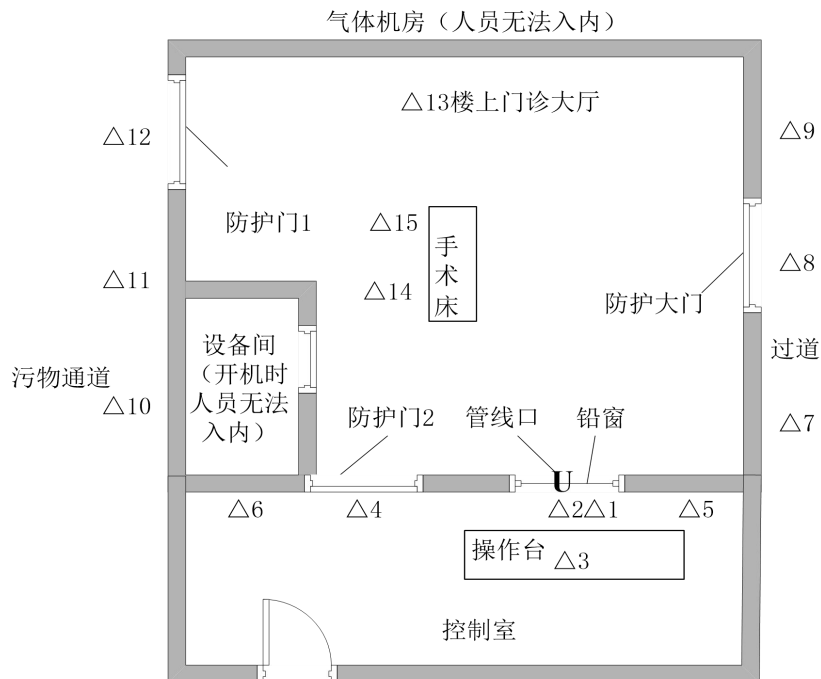 气体机房（人员无法入内）
△13楼上门诊大厅
△12
△9
防护门1
△15
手术床
△8
△11
△14
防护大门
设备间
（开机时
人员无法
入内）
过道
污物通道
△10
防护门2
管线口
铅窗
△7
U
△6
△4
△2△1
△5
操作台
△3
控制室